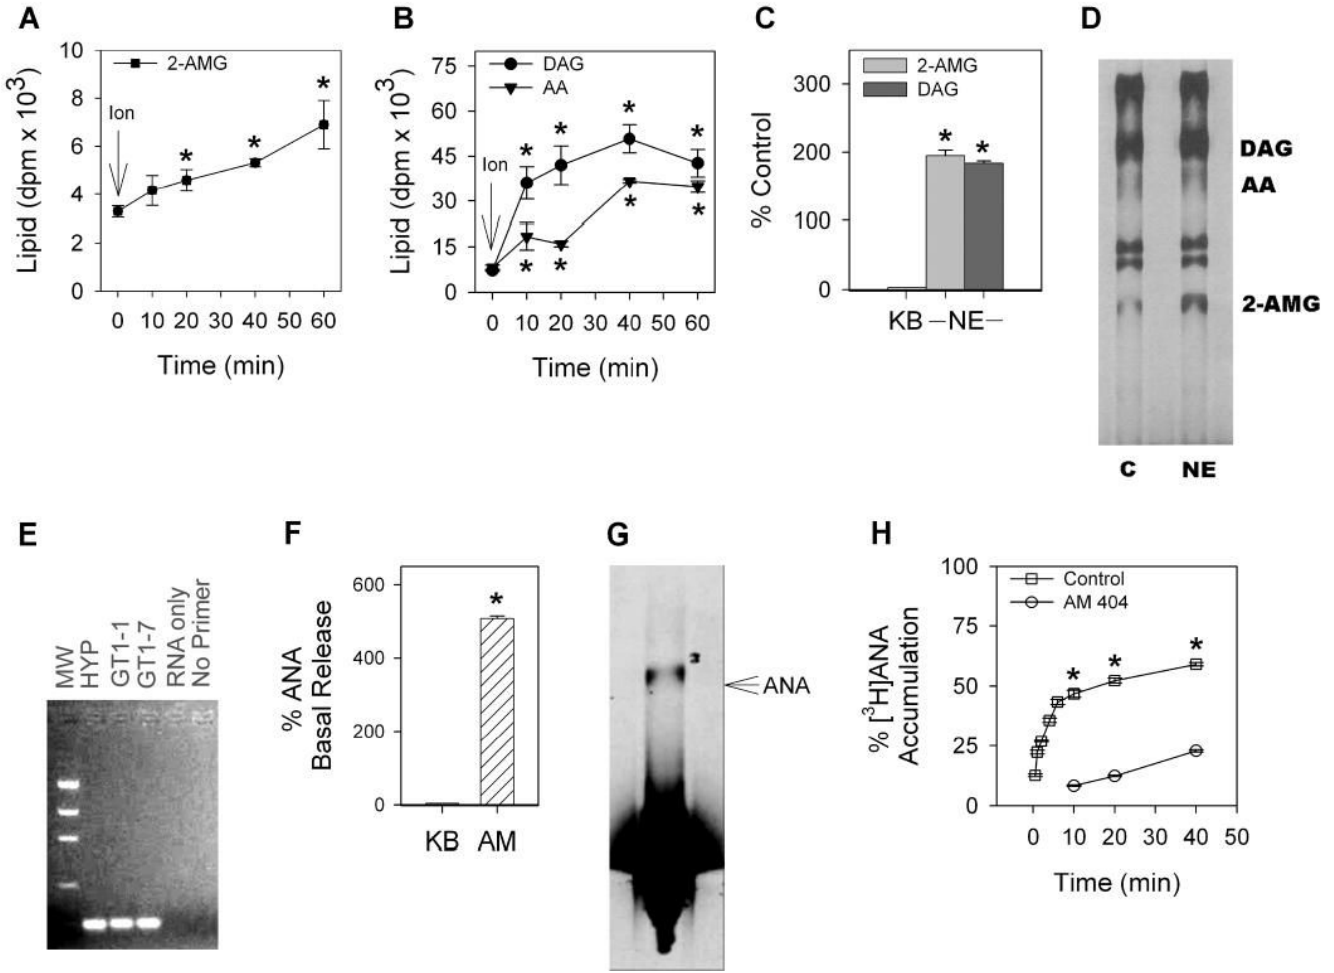 A
2-AMG
Ion
Lipid (dpm x 10³)
10
8
6
4
2
0
* * *
0 10 20 30 40 50 60
Time (min)
B
DAG
AA
Ion
Lipid (dpm x 10³)
75
60
45
30
15
0
* * * *
* * * *
0 10 20 30 40 50 60
Time (min)
C
2-AMG
DAG
% Control
300
200
100
0
* *
KB –NE–
D
DAG
AA
2-AMG
C NE
E
MW
HYP
GT1-1
GT1-7
RNA only
No Primer
F
% ANA
Basal Release
600
400
200
0
*
KB AM
G
ANA
H
Control
AM 404
% [³H]ANA
Accumulation
100
75
50
25
0
* * *
0 10 20 30 40 50
Time (min)